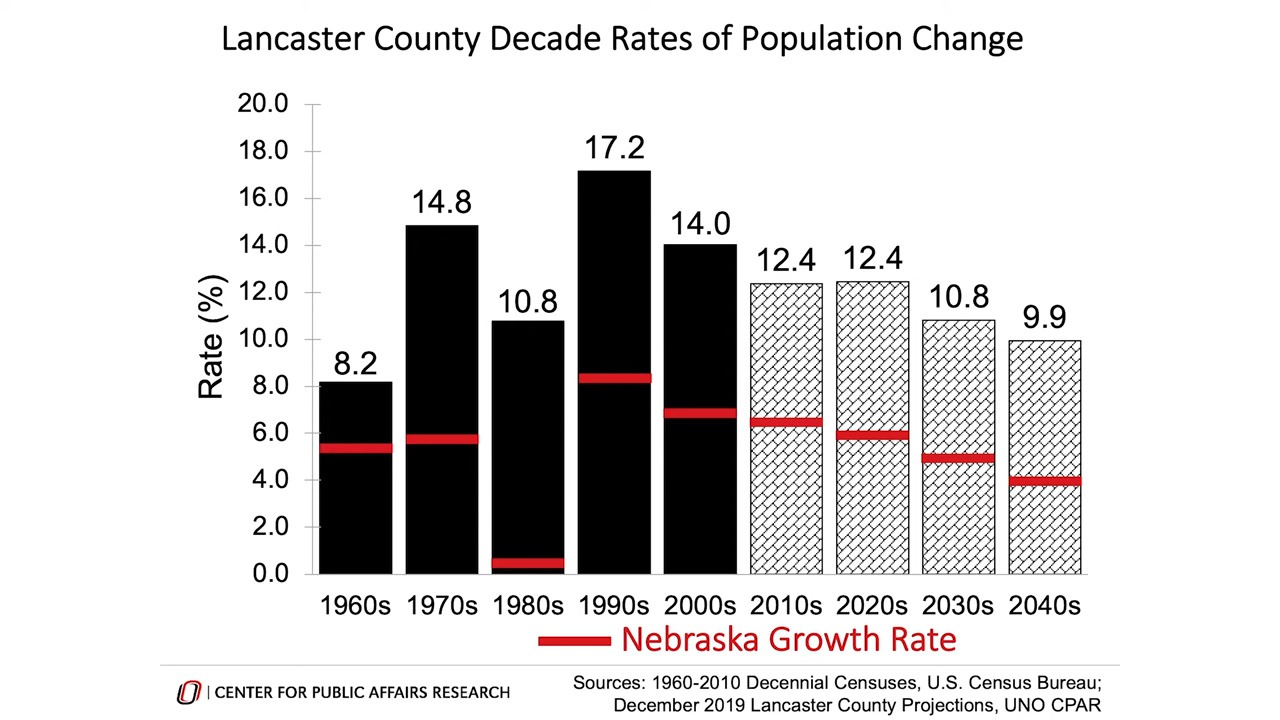 Lancaster County Decade Rates of Population Change
Rate (%)
20.0
18.0
16.0
14.0
12.0
10.0
8.0
6.0
4.0
2.0
0.0
8.2
14.8
10.8
17.2
14.0
12.4
12.4
10.8
9.9
1960s 1970s 1980s 1990s 2000s 2010s 2020s 2030s 2040s
Nebraska Growth Rate
CENTER FOR PUBLIC AFFAIRS RESEARCH
Sources: 1960-2010 Decennial Censuses, U.S. Census Bureau;
December 2019 Lancaster County Projections, UNO CPAR